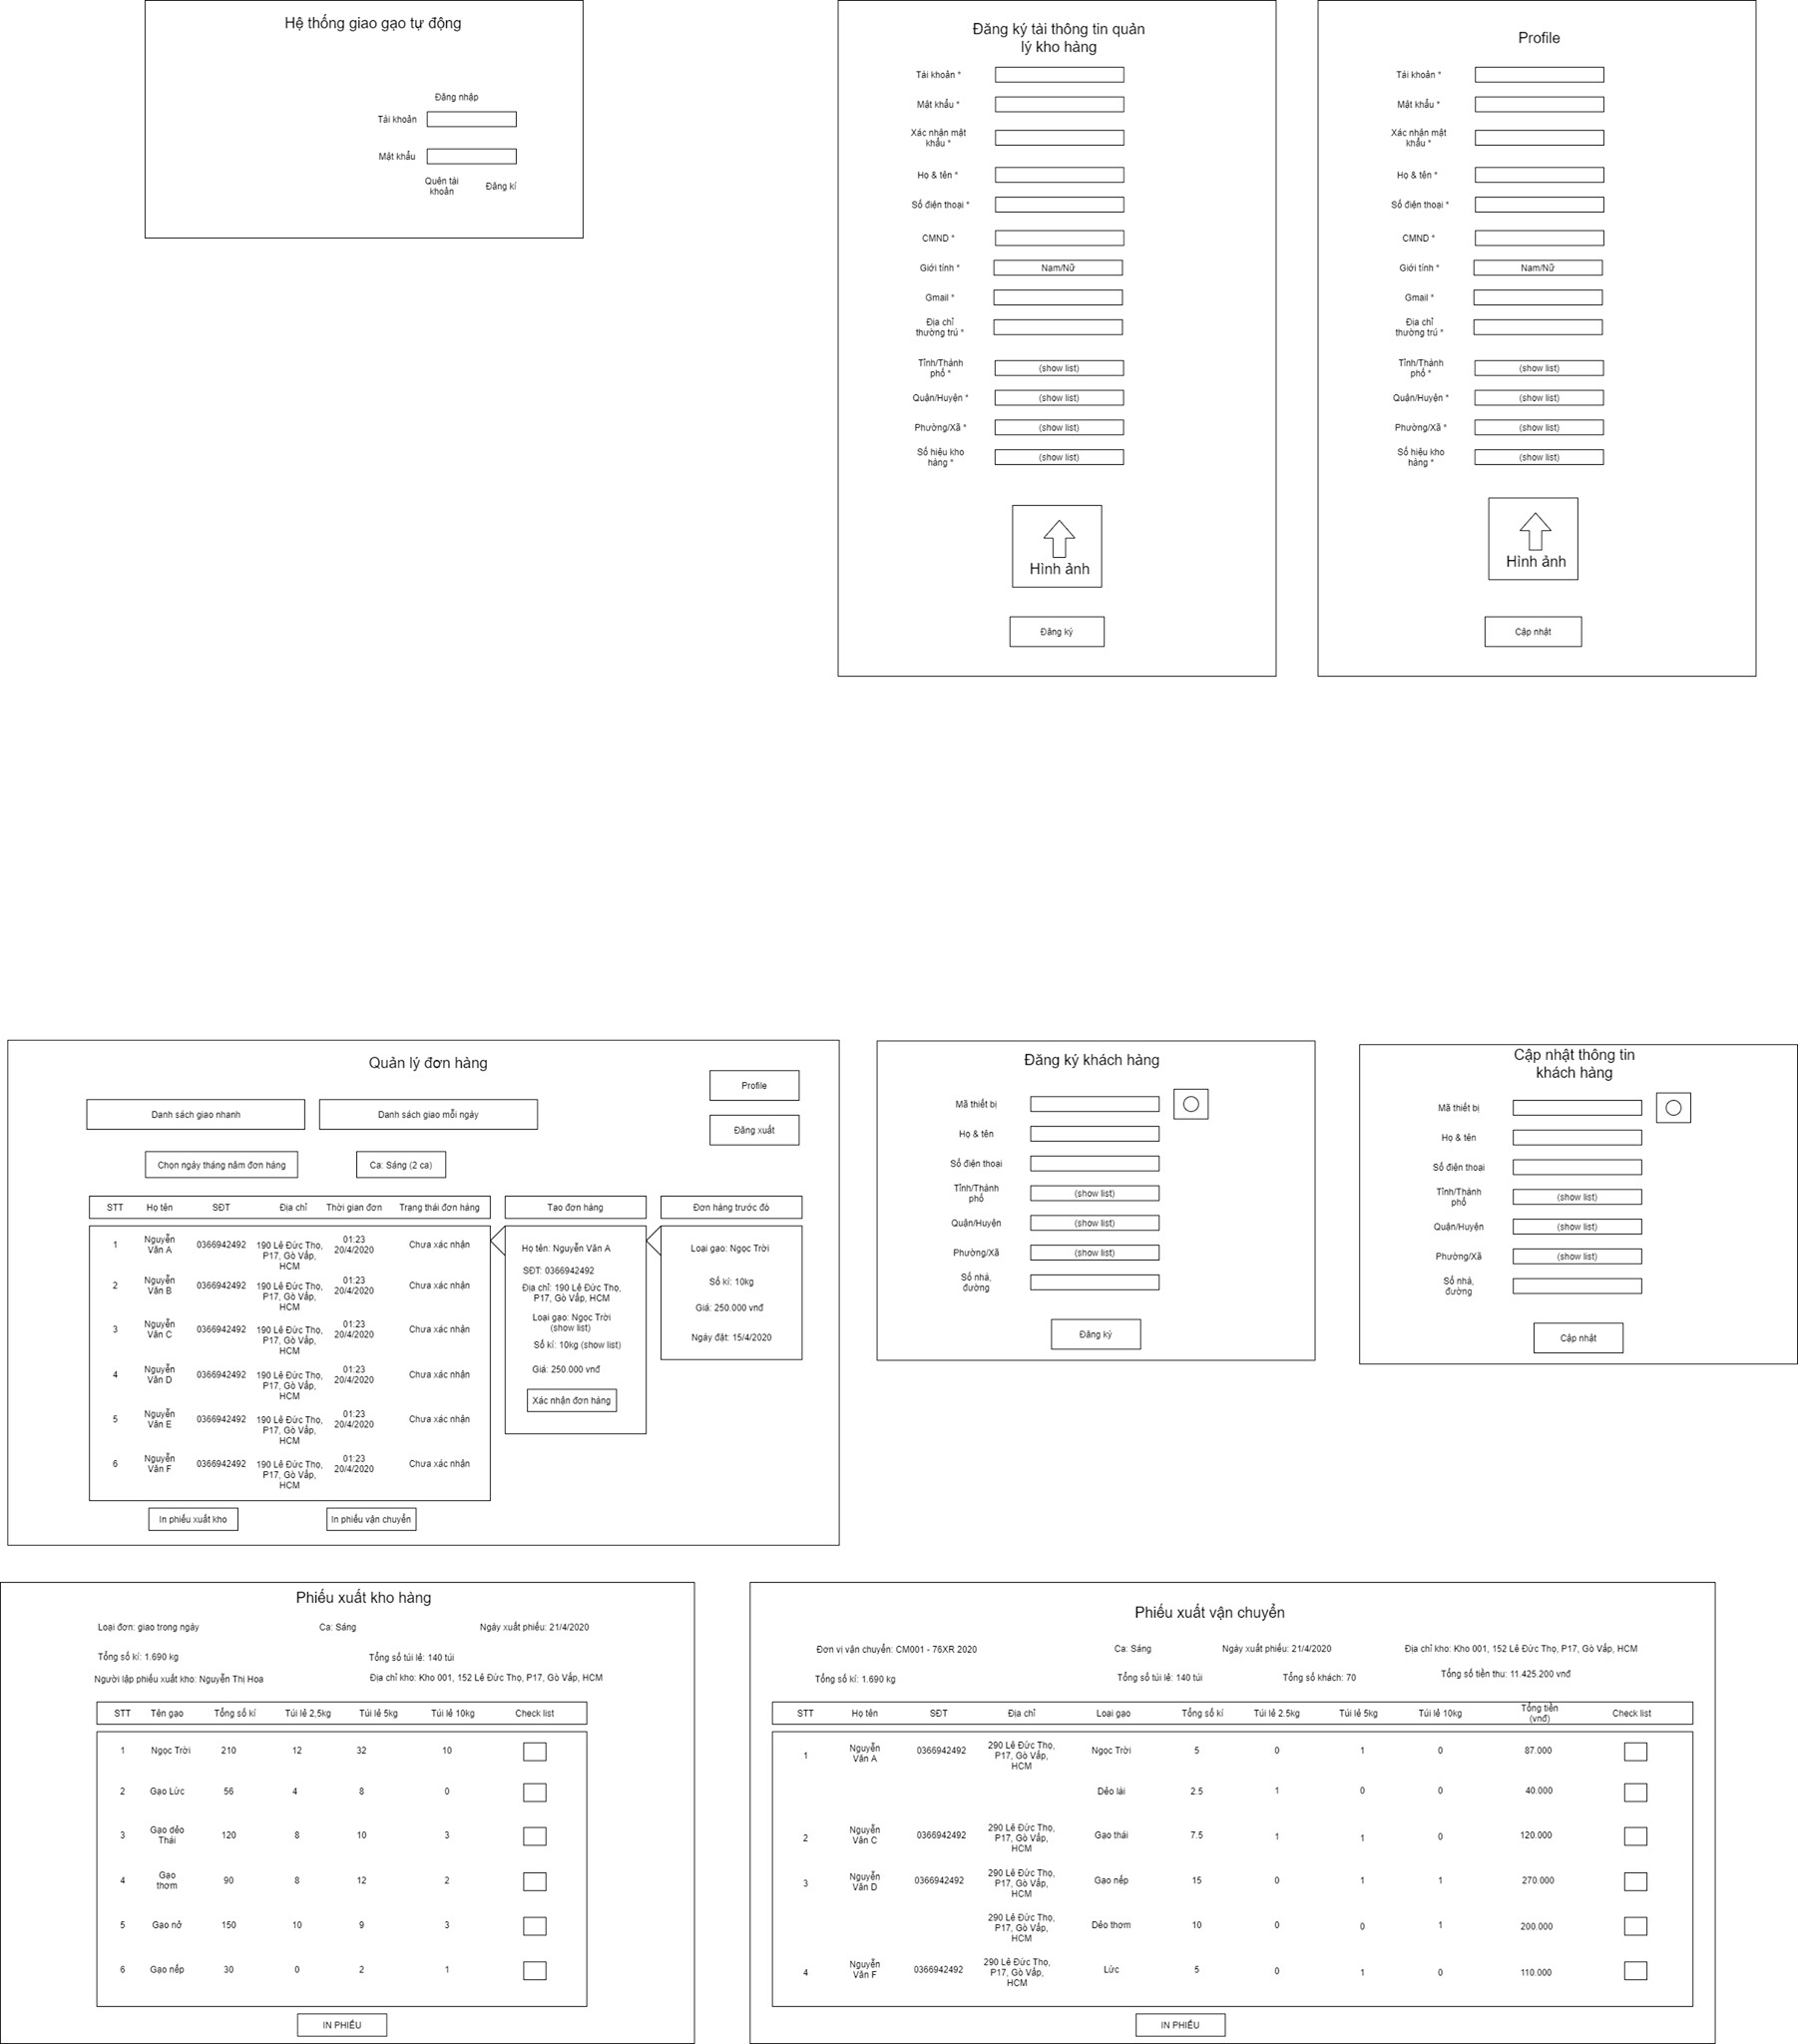 Hệ thống giao gạo tự động
Đăng nhập
Tài khoản
Mật khẩu
Quên tài
khoản
Đăng kí
Đăng ký tài thông tin quản
lý kho hàng
Tài khoản *
Mật khẩu *
Xác nhận mật
khẩu *
Họ & tên *
Số điện thoại *
CMND *
Giới tính *
Nam/Nữ
Gmail *
Địa chỉ
thường trú *
Tỉnh/Thành
phố *
(show list)
Quận/Huyện *
(show list)
Phường/Xã *
(show list)
Số hiệu kho
hàng *
(show list)
Hình ảnh
Đăng ký
Profile
Tài khoản *
Mật khẩu *
Xác nhận mật
khẩu *
Họ & tên *
Số điện thoại *
CMND *
Giới tính *
Nam/Nữ
Gmail *
Địa chỉ
thường trú *
Tỉnh/Thành
phố *
(show list)
Quận/Huyện *
(show list)
Phường/Xã *
(show list)
Số hiệu kho
hàng *
(show list)
Hình ảnh
Cập nhật
Quản lý đơn hàng
Profile
Danh sách giao nhanh
Danh sách giao mỗi ngày
Đăng xuất
Chọn ngày tháng năm đơn hàng
Ca: Sáng (2 ca)
STT Họ tên SĐT Địa chỉ Thời gian đơn Trạng thái đơn hàng
1 Nguyễn Văn A 0366942492 190 Lê Đức Thọ, P17, Gò Vấp, HCM 01:23 20/4/2020 Chưa xác nhận
2 Nguyễn Văn B 0366942492 190 Lê Đức Thọ, P17, Gò Vấp, HCM 01:23 20/4/2020 Chưa xác nhận
3 Nguyễn Văn C 0366942492 190 Lê Đức Thọ, P17, Gò Vấp, HCM 01:23 20/4/2020 Chưa xác nhận
4 Nguyễn Văn D 0366942492 190 Lê Đức Thọ, P17, Gò Vấp, HCM 01:23 20/4/2020 Chưa xác nhận
5 Nguyễn Văn E 0366942492 190 Lê Đức Thọ, P17, Gò Vấp, HCM 01:23 20/4/2020 Chưa xác nhận
6 Nguyễn Văn F 0366942492 190 Lê Đức Thọ, P17, Gò Vấp, HCM 01:23 20/4/2020 Chưa xác nhận
In phiếu xuất kho
In phiếu vận chuyển
Tạo đơn hàng
Họ tên: Nguyễn Văn A
SĐT: 0366942492
Địa chỉ: 190 Lê Đức Thọ,
P17, Gò Vấp, HCM
Loại gạo: Ngọc Trời
(show list)
Số kí: 10kg (show list)
Giá: 250.000 vnđ
Xác nhận đơn hàng
Đơn hàng trước đó
Loại gạo: Ngọc Trời
Số kí: 10kg
Giá: 250.000 vnđ
Ngày đặt: 15/4/2020
Đăng ký khách hàng
Mã thiết bị
Họ & tên
Số điện thoại
Tỉnh/Thành
phố
(show list)
Quận/Huyện
(show list)
Phường/Xã
(show list)
Số nhà,
đường
Đăng ký
Cập nhật thông tin
khách hàng
Mã thiết bị
Họ & tên
Số điện thoại
Tỉnh/Thành
phố
(show list)
Quận/Huyện
(show list)
Phường/Xã
(show list)
Số nhà,
đường
Cập nhật
Phiếu xuất kho hàng
Loại đơn: giao trong ngày Ca: Sáng Ngày xuất phiếu: 21/4/2020
Tổng số kí: 1.690 kg Tổng số túi lẻ: 140 túi
Người lập phiếu xuất kho: Nguyễn Thị Hoa Địa chỉ kho: Kho 001, 152 Lê Đức Thọ, P17, Gò Vấp, HCM
STT Tên gạo Tổng số kí Túi lẻ 2,5kg Túi lẻ 5kg Túi lẻ 10kg Check list
1 Ngọc Trời 210 12 32 10
2 Gạo Lức 56 4 8 0
3 Gạo dẻo Thái 120 8 10 3
4 Gạo thơm 90 8 12 2
5 Gạo nở 150 10 9 3
6 Gạo nếp 30 0 2 1
IN PHIẾU
Phiếu xuất vận chuyển
Đơn vị vận chuyển: CM001 - 76XR 2020 Ca: Sáng Ngày xuất phiếu: 21/4/2020 Địa chỉ kho: Kho 001, 152 Lê Đức Thọ, P17, Gò Vấp, HCM
Tổng số kí: 1.690 kg Tổng số túi lẻ: 140 túi Tổng số khách: 70 Tổng số tiền thu: 11.425.200 vnđ
STT Họ tên SĐT Địa chỉ Loại gạo Tổng số kí Túi lẻ 2.5kg Túi lẻ 5kg Túi lẻ 10kg Tổng tiền (vnđ) Check list
1 Nguyễn Văn A 0366942492 290 Lê Đức Thọ, P17, Gò Vấp, HCM Ngọc Trời 5 0 1 0 87.000
Dẻo lài 2.5 1 0 0 40.000
2 Nguyễn Văn C 0366942492 290 Lê Đức Thọ, P17, Gò Vấp, HCM Gạo thái 7.5 1 1 0 120.000
3 Nguyễn Văn D 0366942492 290 Lê Đức Thọ, P17, Gò Vấp, HCM Gạo nếp 15 0 1 1 270.000
290 Lê Đức Thọ, P17, Gò Vấp, HCM Dẻo thơm 10 0 0 1 200.000
4 Nguyễn Văn F 0366942492 290 Lê Đức Thọ, P17, Gò Vấp, HCM Lức 5 0 1 0 110.000
IN PHIẾU